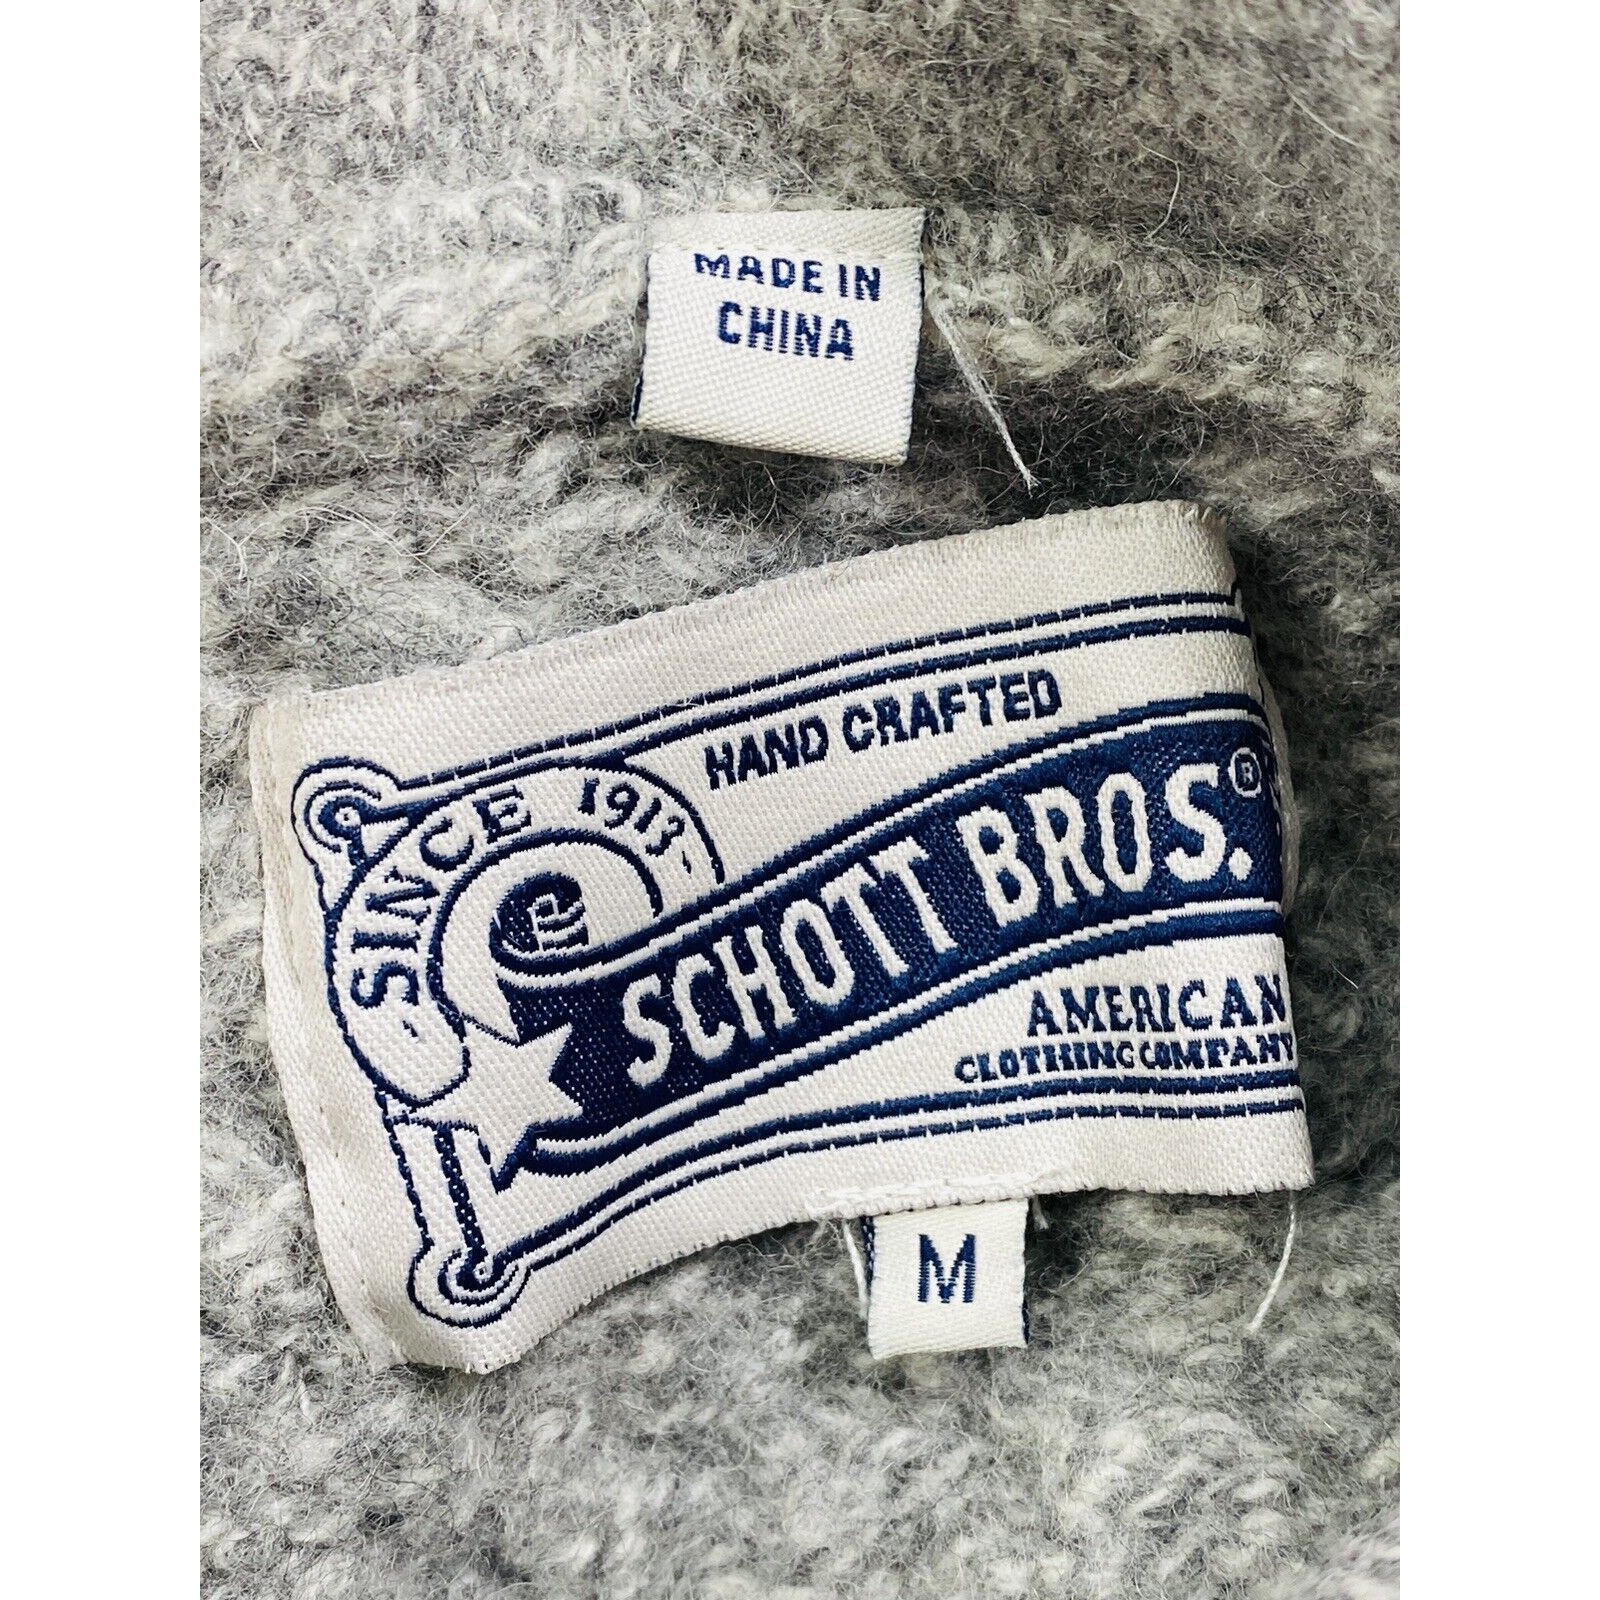 MADE IN
CHINA
HAND CRAFTED
SINCE 1913
SCHOTT BROS.®
AMERICAN
CLOTHING COMPANY
M